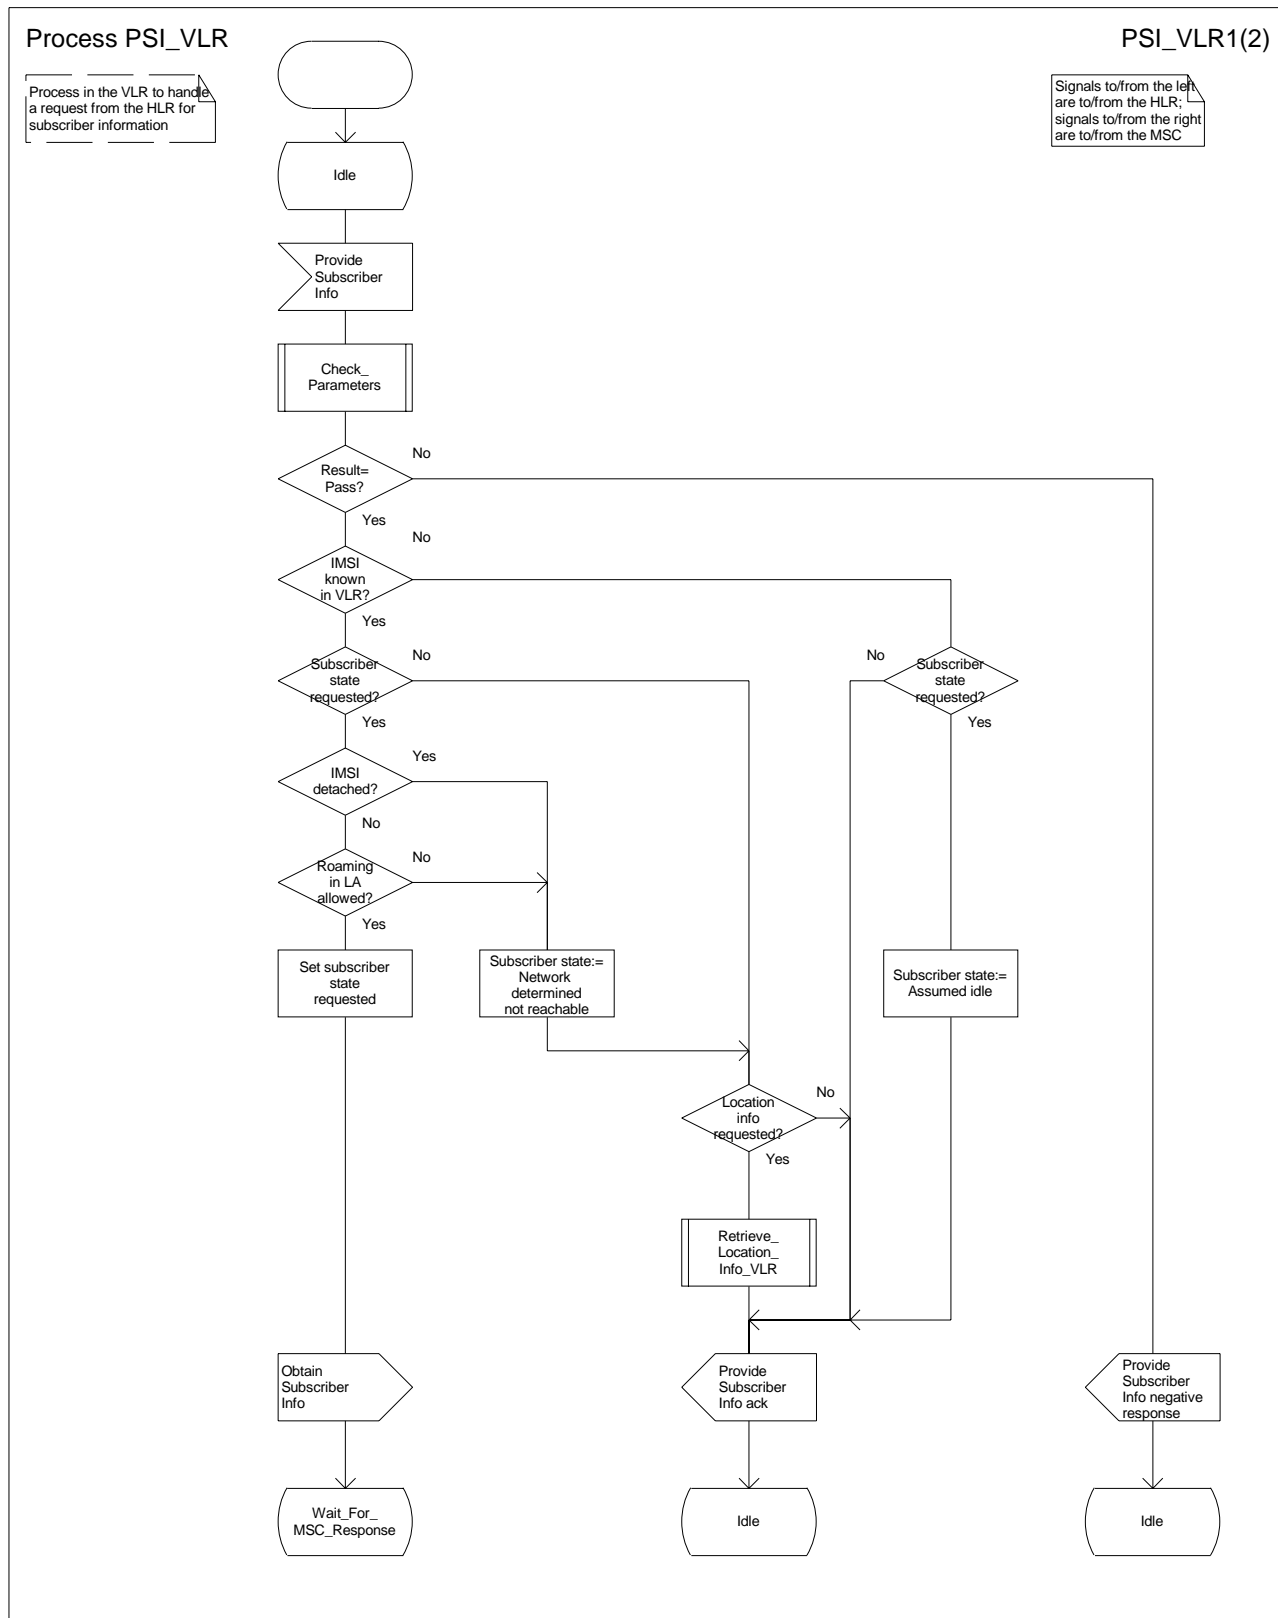 Process PSI_VLR
PSI_VLR1(2)
Process in the VLR to handle
a request from the HLR for
subscriber information
Signals to/from the left
are to/from the HLR;
signals to/from the right
are to/from the MSC
Idle
Provide
Subscriber
Info
Check_
Parameters
Result=
Pass?
No
Yes
IMSI
known
in VLR?
No
Yes
Subscriber
state
requested?
No
Yes
No
Subscriber
state
requested?
Yes
IMSI
detached?
Yes
No
Roaming
in LA
allowed?
No
Yes
Set subscriber
state
requested
Subscriber state:=
Network
determined
not reachable
Subscriber state:=
Assumed idle
Location
info
requested?
No
Yes
Retrieve_
Location_
Info_VLR
Obtain
Subscriber
Info
Provide
Subscriber
Info ack
Provide
Subscriber
Info negative
response
Wait_For_
MSC_Response
Idle
Idle